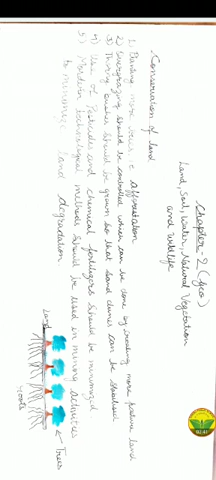 Chapter-2 (Geo)
Land, Soil, Water, Natural Vegetation
and Wildlife
Conservation of land
1. Planting more trees i.e afforestation
2) Overgrazing should be controlled which can be done by creating more pasture land
3) Thorny bushes should be grown so that sand dunes can be stabilised
4) Use of Pesticides and chemical fertilizers should be minimized.
5) Modern technological methods should be used in mining activities
to minimize land degradation.
Land
← Trees
roots